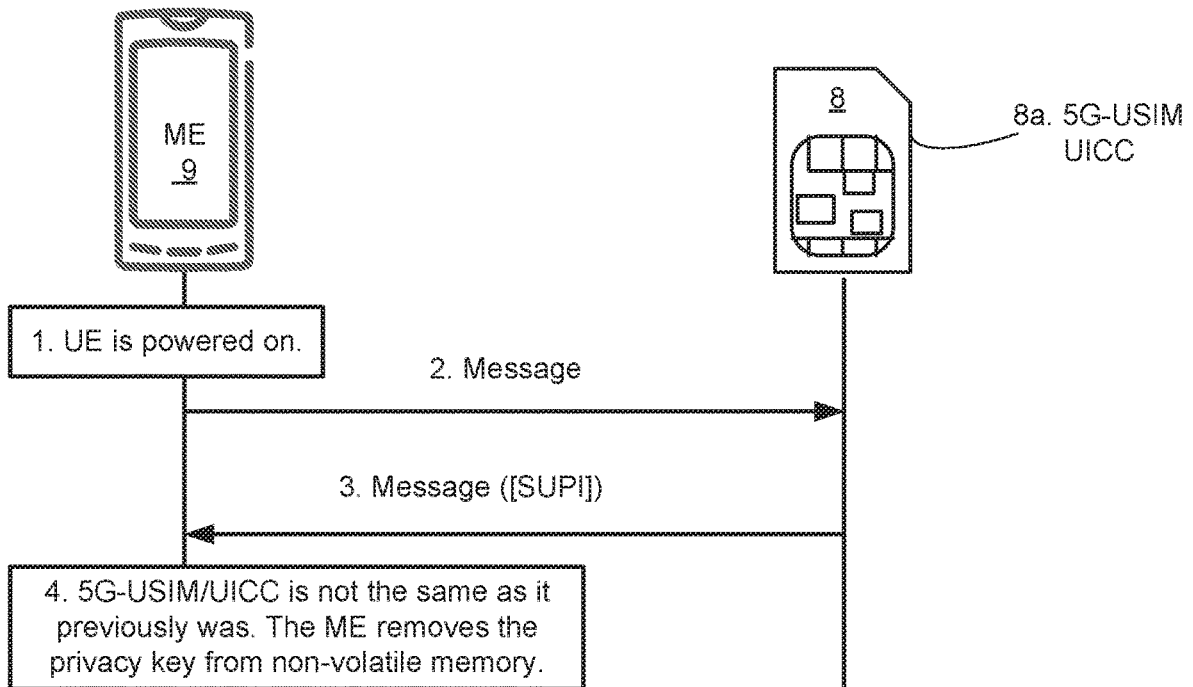 ME
9
8
8a. 5G-USIM
UICC
1. UE is powered on.
2. Message
3. Message ([SUPI])
4. 5G-USIM/UICC is not the same as it
previously was. The ME removes the
privacy key from non-volatile memory.